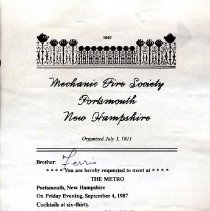 1987
Mechanic Fire Society
Portsmouth
New Hampshire
Organized July 3, 1811
Brother: Ferris
**** You are hereby requested to meet at ****
THE METRO
Portsmouth, New Hampshire
On Friday Evening, September 4, 1987
Cocktails at six-thirty.